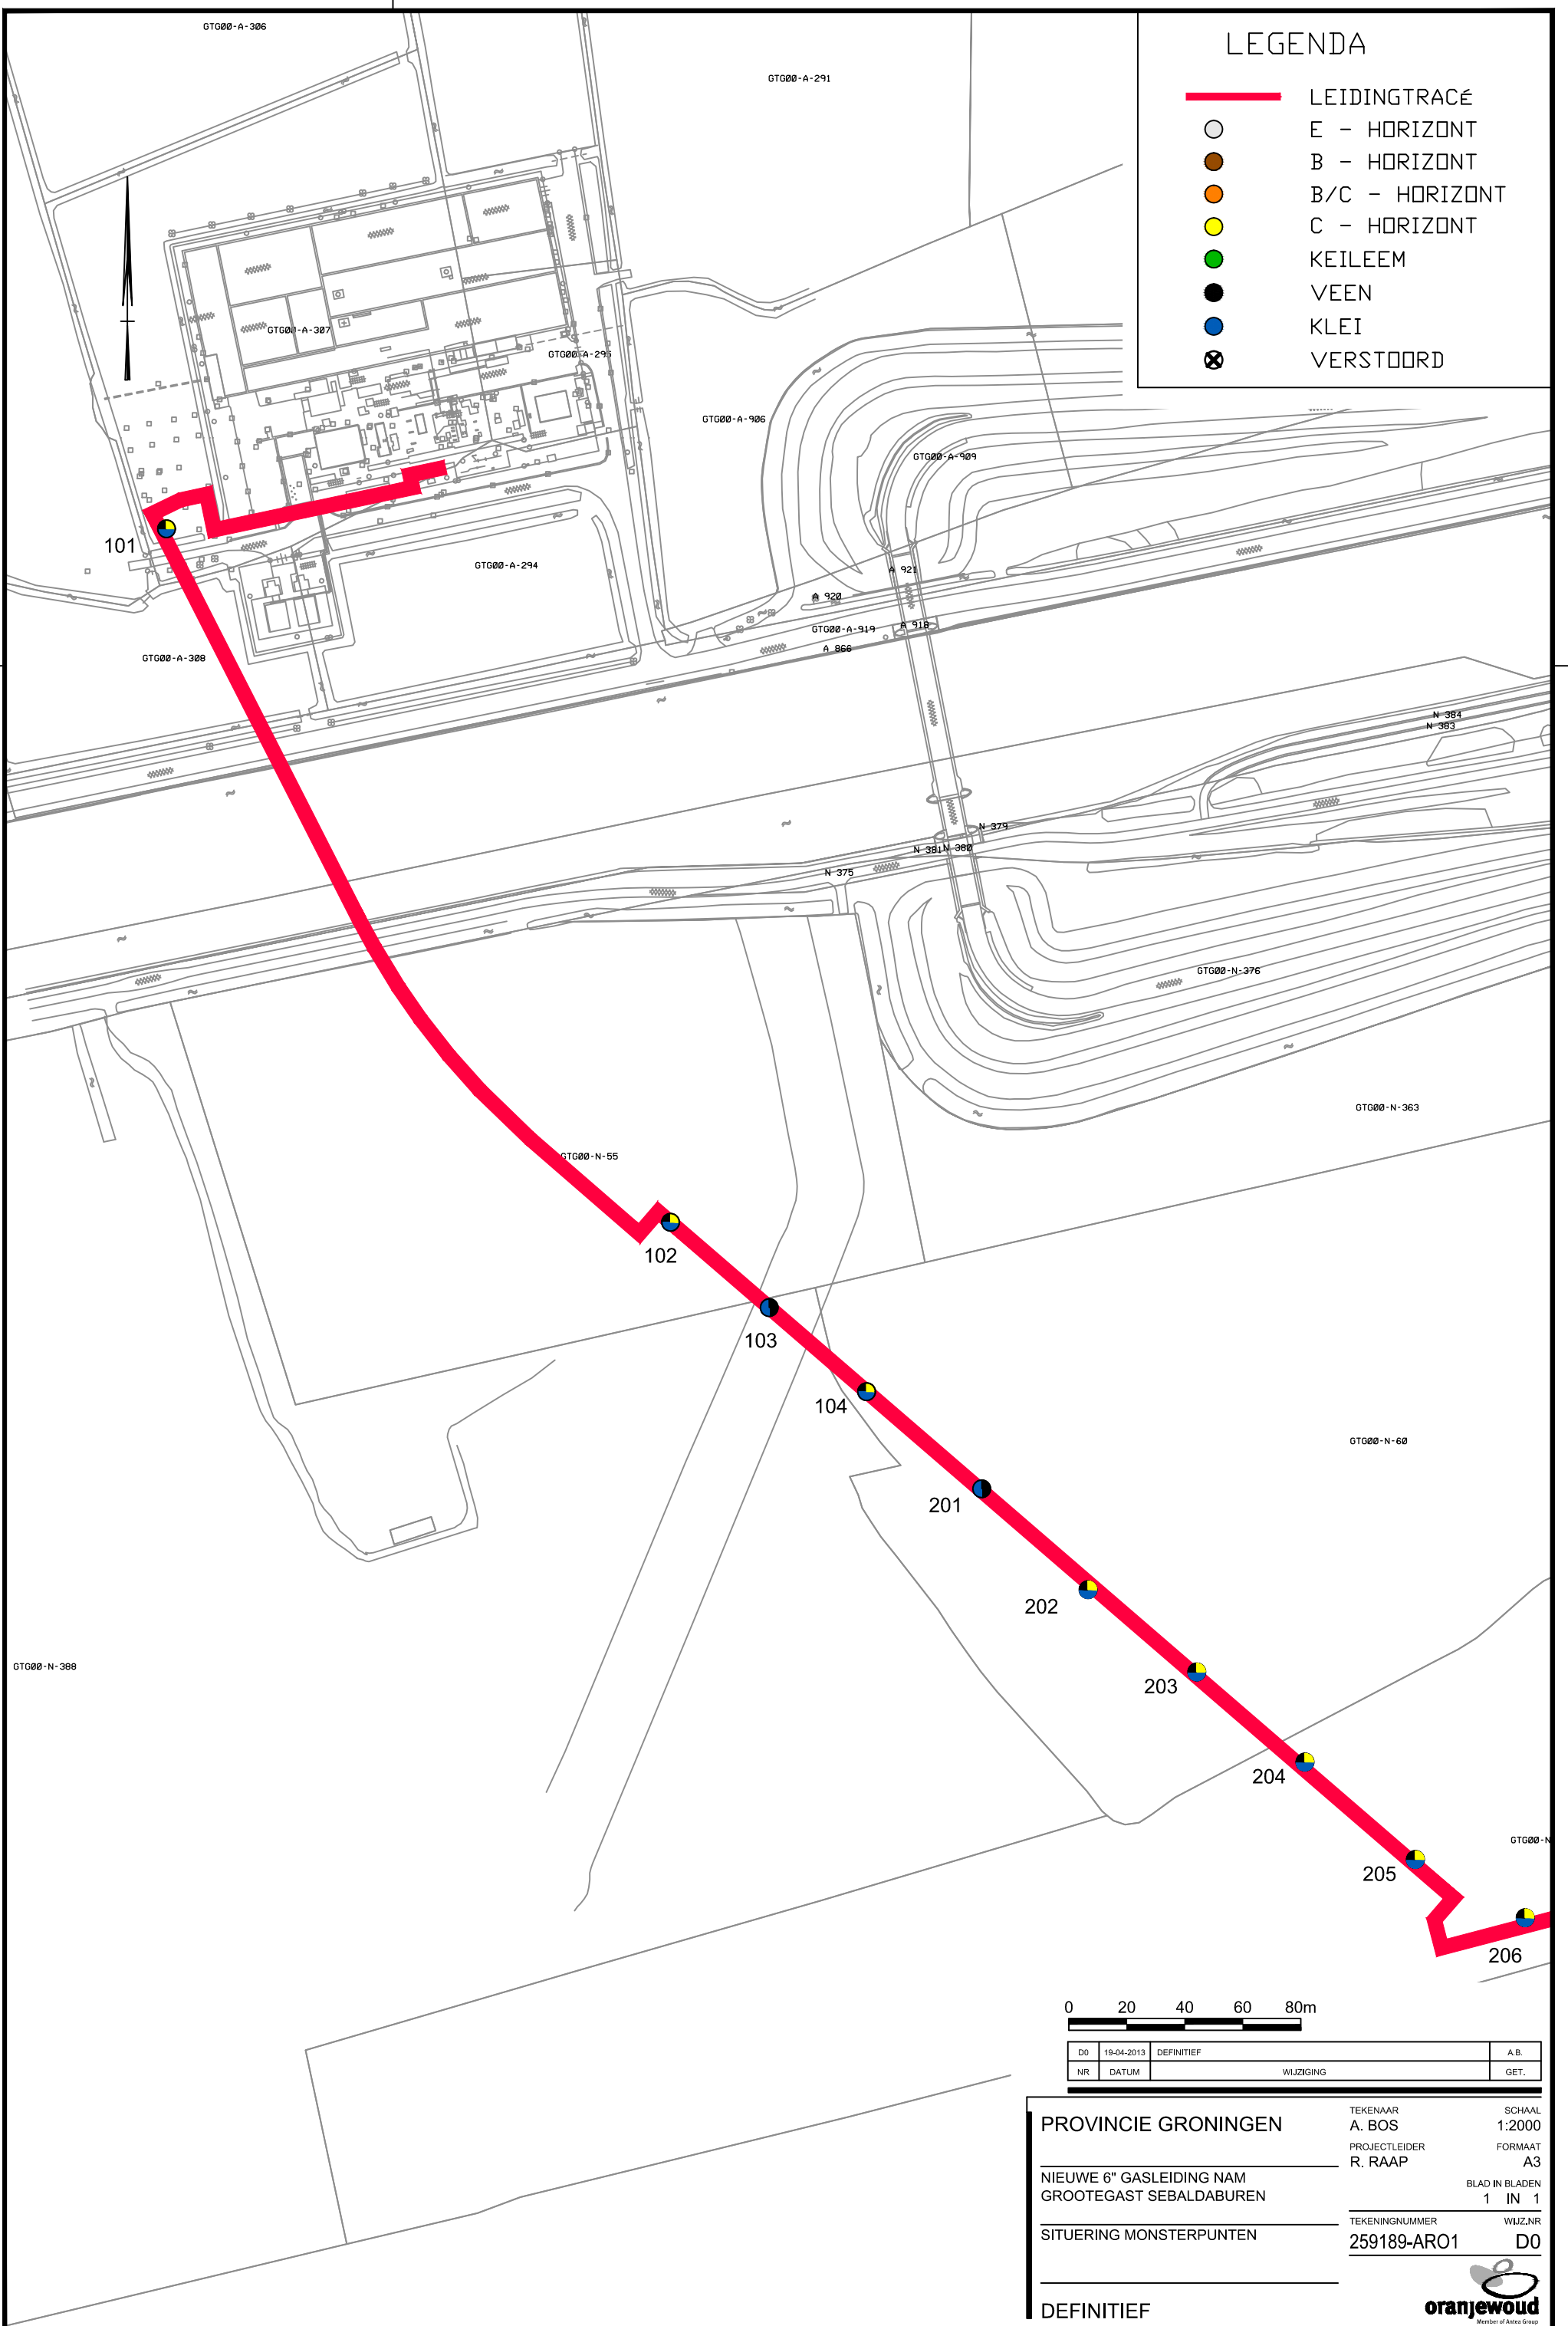 LEGENDA
LEIDINGTRACé
E - HORIZONT
B - HORIZONT
B/C - HORIZONT
C - HORIZONT
KEILEEM
VEEN
KLEI
VERSTOORD
GTG00-A-306
GTG00-A-291
GTG00-A-307
GTG00-A-295
GTG00-A-906
GTG00-A-909
101
GTG00-A-294
A 921
A 920
GTG00-A-919
A 918
A 866
GTG00-A-308
N 384
N 383
N 379
N 381
N 380
N 375
GTG00-N-376
GTG00-N-363
GTG00-N-55
102
103
104
GTG00-N-60
201
202
GTG00-N-388
203
204
GTG00-N
205
206
0 20 40 60 80m
D0 19-04-2013 DEFINITIEF A.B.
NR DATUM WIJZIGING GET.
PROVINCIE GRONINGEN
NIEUWE 6" GASLEIDING NAM
GROOTEGAST SEBALDABUREN
SITUERING MONSTERPUNTEN
DEFINITIEF
TEKENAAR SCHAAL
A. BOS 1:2000
PROJECTLEIDER FORMAAT
R. RAAP A3
BLAD IN BLADEN
1 IN 1
TEKENINGNUMMER WIJZ.NR
259189-ARO1 D0
oranjewoud
Member of Antea Group